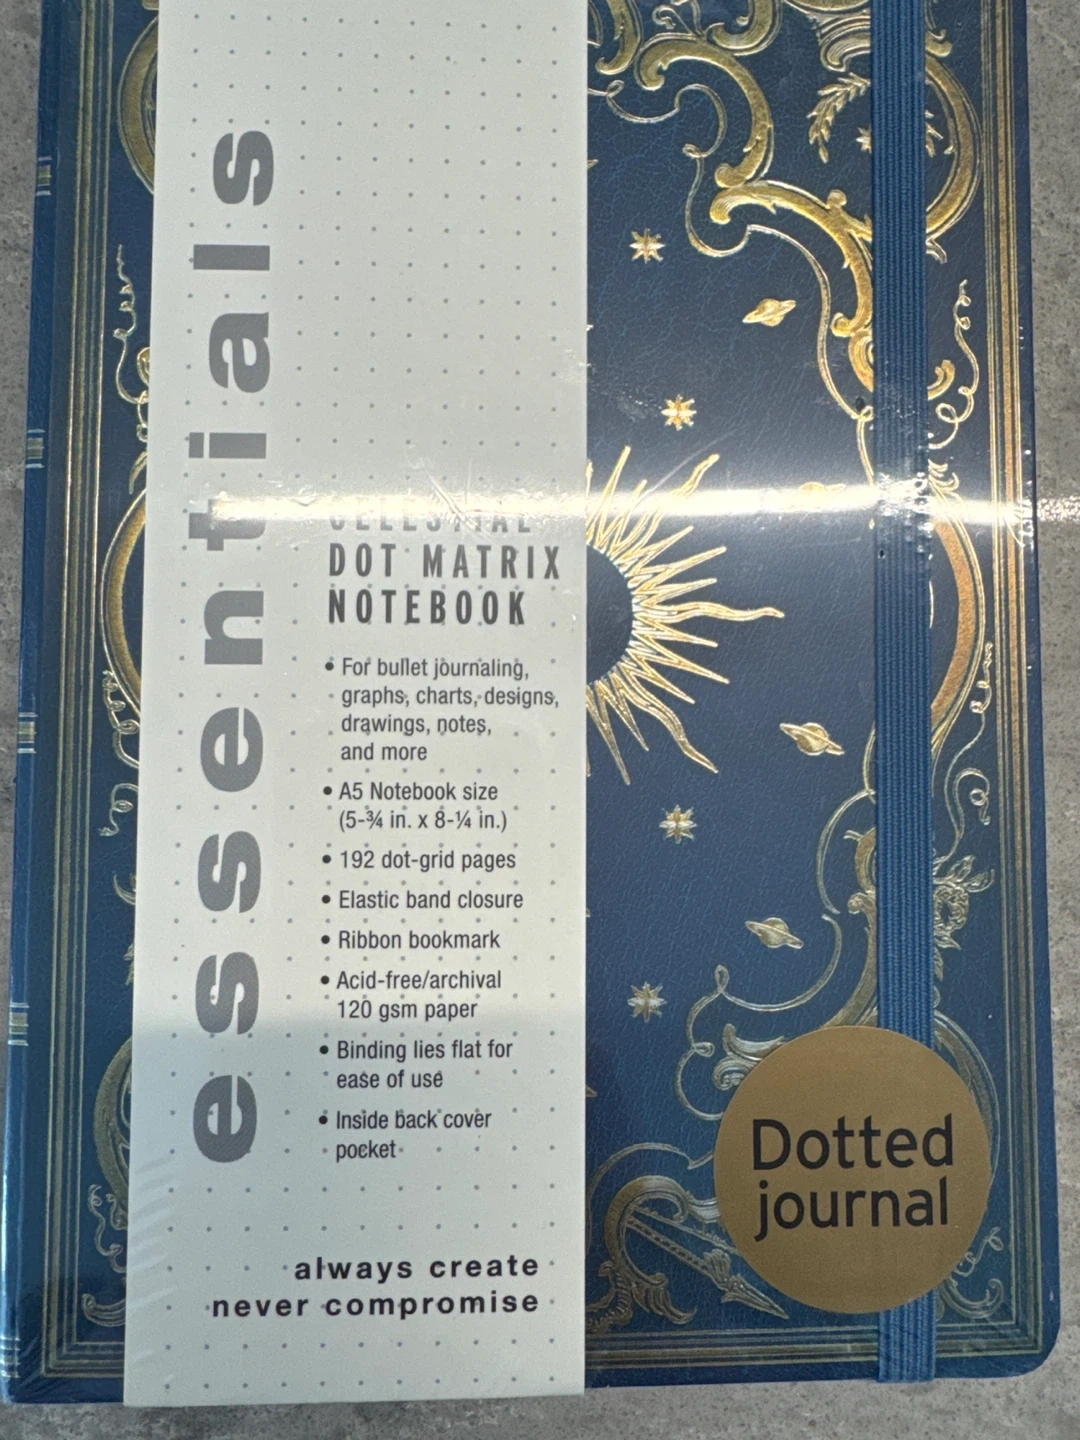 essentials
CELESTIAL
DOT MATRIX
NOTEBOOK
• For bullet journaling,
graphs, charts, designs,
drawings, notes,
and more
• A5 Notebook size
(5-¾ in. x 8-¼ in.)
• 192 dot-grid pages
• Elastic band closure
• Ribbon bookmark
• Acid-free/archival
120 gsm paper
• Binding lies flat for
ease of use
• Inside back cover
pocket
always create
never compromise
Dotted
journal